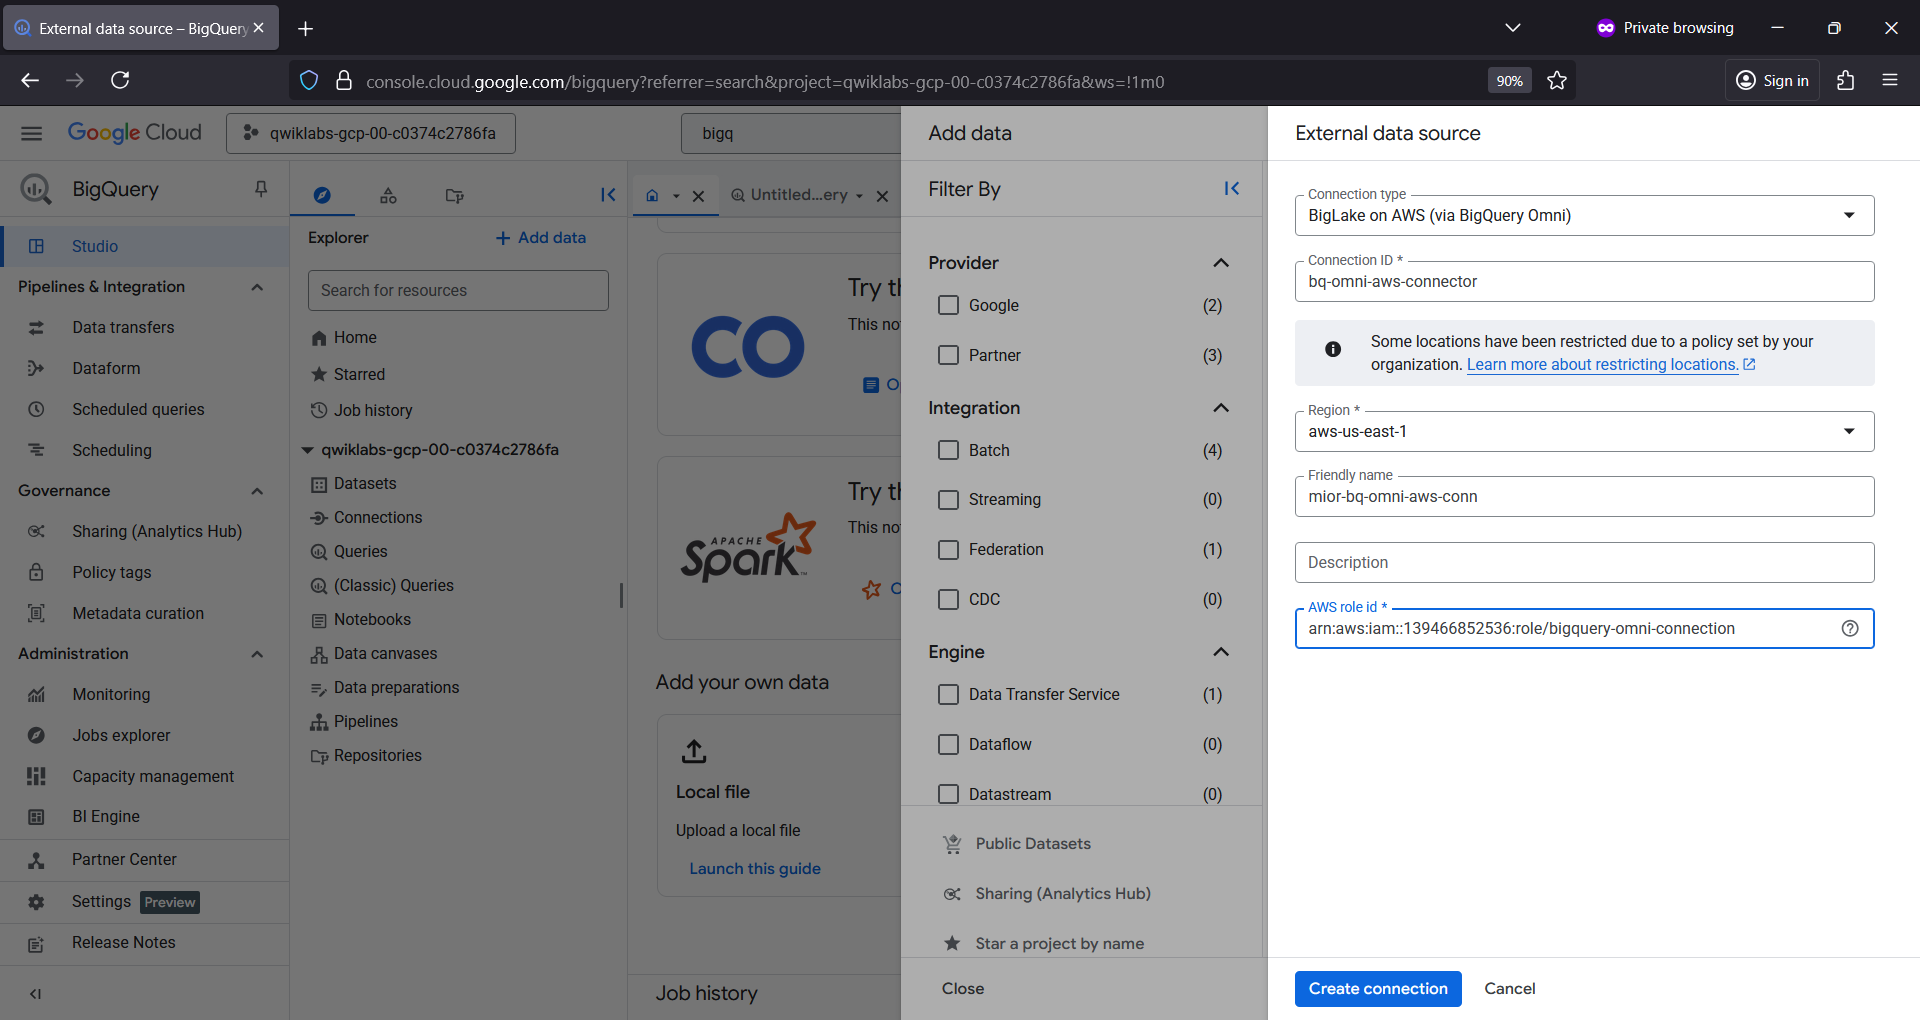 External data source – BigQuery
Private browsing
console.cloud.google.com/bigquery?referrer=search&project=qwiklabs-gcp-00-c0374c2786fa&ws=!1m0
90%
Sign in
Google Cloud
qwiklabs-gcp-00-c0374c2786fa
bigq
BigQuery
Studio
Pipelines & Integration
Data transfers
Dataform
Scheduled queries
Scheduling
Governance
Sharing (Analytics Hub)
Policy tags
Metadata curation
Administration
Monitoring
Jobs explorer
Capacity management
BI Engine
Partner Center
Settings Preview
Release Notes
Explorer
+ Add data
Search for resources
Home
Starred
Job history
qwiklabs-gcp-00-c0374c2786fa
Datasets
Connections
Queries
(Classic) Queries
Notebooks
Data canvases
Data preparations
Pipelines
Repositories
Untitled...ery
Try th
This no
O
APACHE
Spark™
Try th
This no
O
Add your own data
Local file
Upload a local file
Launch this guide
Job history
Add data
Filter By
Provider
Google (2)
Partner (3)
Integration
Batch (4)
Streaming (0)
Federation (1)
CDC (0)
Engine
Data Transfer Service (1)
Dataflow (0)
Datastream (0)
Public Datasets
Sharing (Analytics Hub)
Star a project by name
Close
External data source
Connection type
BigLake on AWS (via BigQuery Omni)
Connection ID *
bq-omni-aws-connector
Some locations have been restricted due to a policy set by your
organization. Learn more about restricting locations.
Region *
aws-us-east-1
Friendly name
mior-bq-omni-aws-conn
Description
AWS role id *
arn:aws:iam::139466852536:role/bigquery-omni-connection
Create connection
Cancel